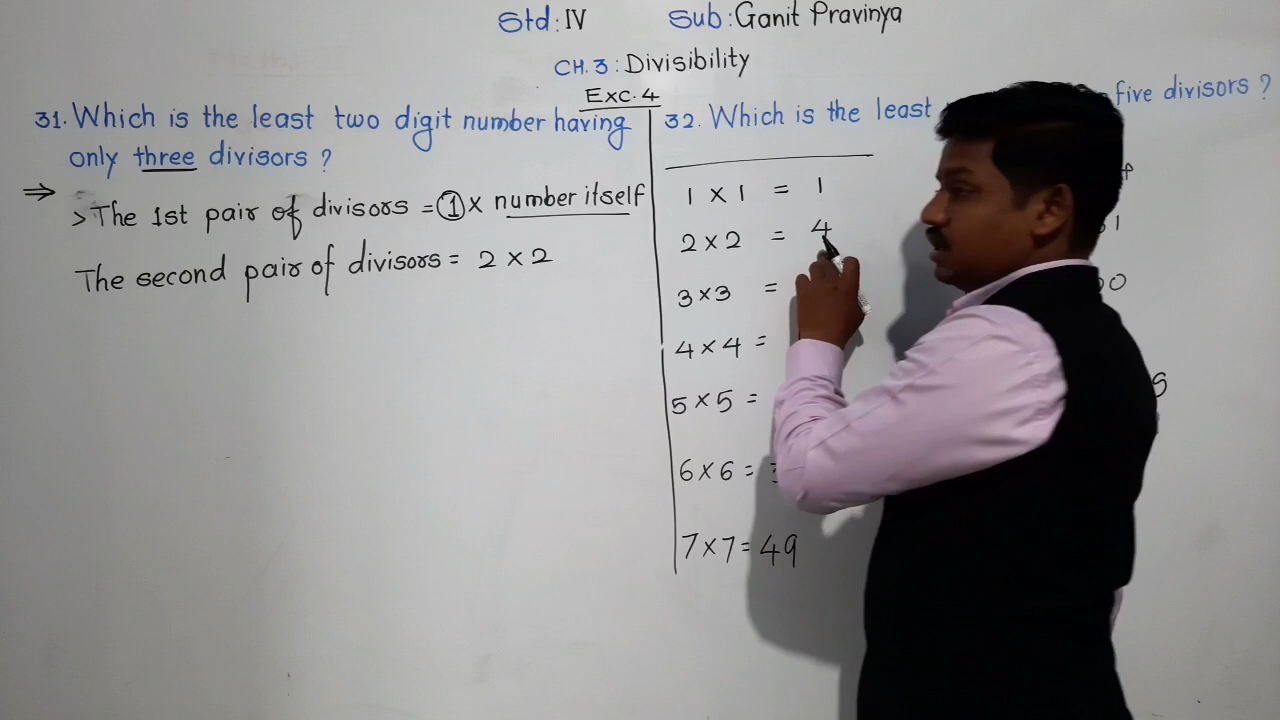 Std: IV Sub: Ganit Pravinya
CH. 3: Divisibility
Exc. 4
31. Which is the least two digit number having
only three divisors ?
⇒ > The 1st pair of divisors = 1 x number itself
The second pair of divisors = 2 x 2
32. Which is the least five divisors ?
1 x 1 = 1
2 x 2 = 4
3 x 3 =
4 x 4 =
5 x 5 =
6 x 6 =
7 x 7 = 49